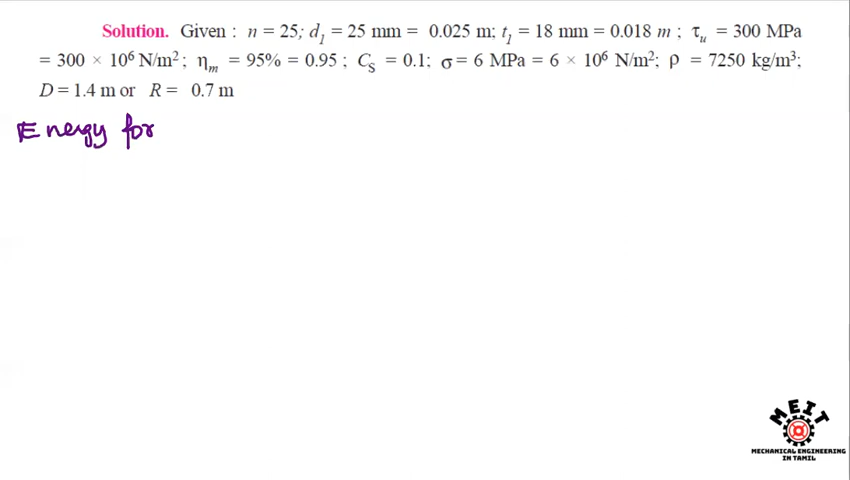 Solution. Given : n = 25; d₁ = 25 mm = 0.025 m; t₁ = 18 mm = 0.018 m ; τᵤ = 300 MPa
= 300 × 10⁶ N/m²; ηₘ = 95% = 0.95 ; Cₛ = 0.1; σ = 6 MPa = 6 × 10⁶ N/m²; ρ = 7250 kg/m³;
D = 1.4 m or R = 0.7 m
Energy for
MEIT
MECHANICAL ENGINEERING
IN TAMIL